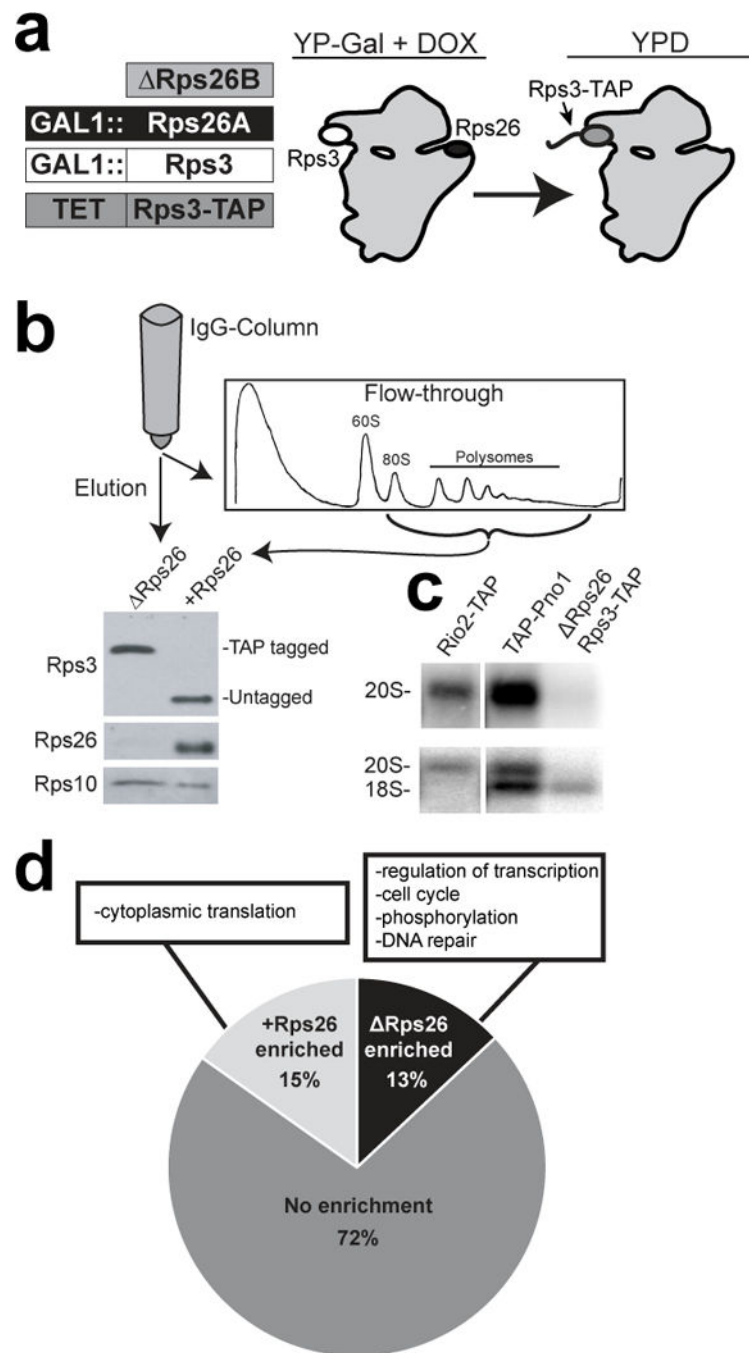 a
YP-Gal + DOX
YPD
ΔRps26B
GAL1:: Rps26A
GAL1:: Rps3
TET Rps3-TAP
Rps3
Rps26
Rps3-TAP
b
IgG-Column
Flow-through
60S
80S
Polysomes
Elution
ΔRps26
+Rps26
Rps3
-TAP tagged
-Untagged
Rps26
Rps10
c
Rio2-TAP
TAP-Pno1
ΔRps26
Rps3-TAP
20S-
20S-
18S-
d
-cytoplasmic translation
-regulation of transcription
-cell cycle
-phosphorylation
-DNA repair
+Rps26
enriched
15%
ΔRps26
enriched
13%
No enrichment
72%